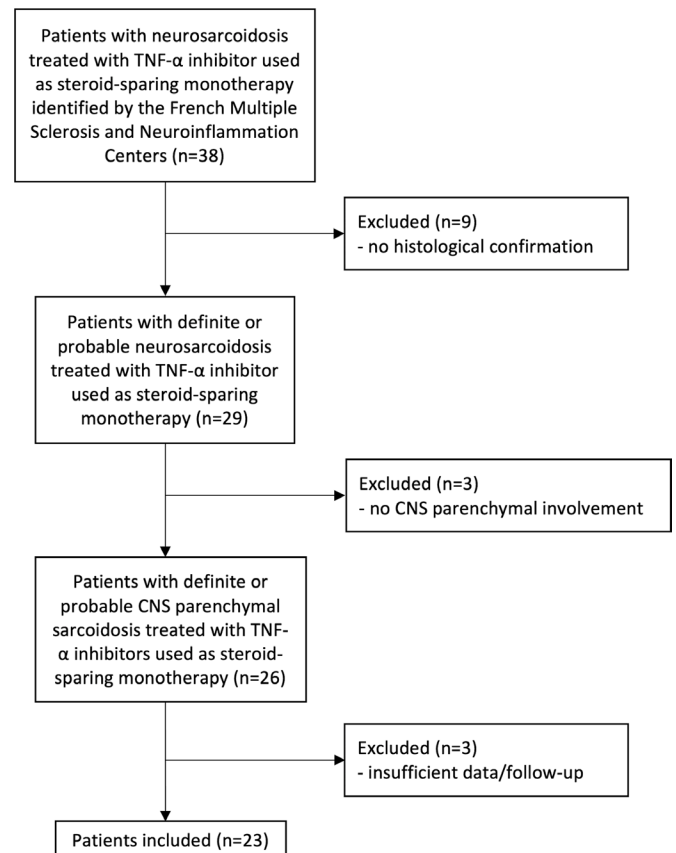 Patients with neurosarcoidosis
treated with TNF-α inhibitor used
as steroid-sparing monotherapy
identified by the French Multiple
Sclerosis and Neuroinflammation
Centers (n=38)
Excluded (n=9)
- no histological confirmation
Patients with definite or
probable neurosarcoidosis
treated with TNF-α inhibitor
used as steroid-sparing
monotherapy (n=29)
Excluded (n=3)
- no CNS parenchymal involvement
Patients with definite or
probable CNS parenchymal
sarcoidosis treated with TNF-
α inhibitors used as steroid-
sparing monotherapy (n=26)
Excluded (n=3)
- insufficient data/follow-up
Patients included (n=23)